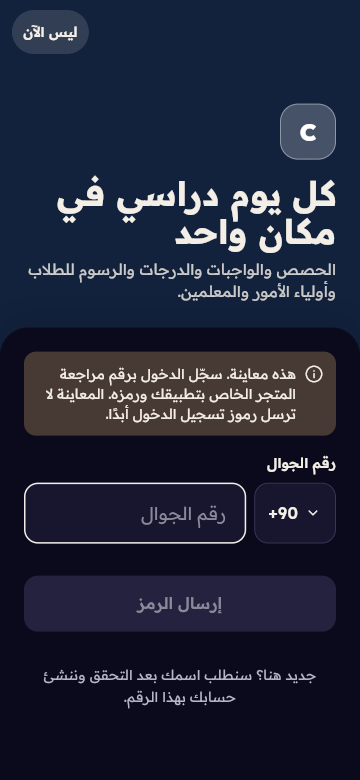 ليس الآن
C
كل يوم دراسي في
مكان واحد
الحصص والواجبات والدرجات والرسوم للطلاب
وأولياء الأمور والمعلمين.
هذه معاينة. سجّل الدخول برقم مراجعة
المتجر الخاص بتطبيقك ورمزه. المعاينة لا
ترسل رموز تسجيل الدخول أبدًا.
رقم الجوال
+90
رقم الجوال
إرسال الرمز
جديد هنا؟ سنطلب اسمك بعد التحقق وننشئ
حسابك بهذا الرقم.